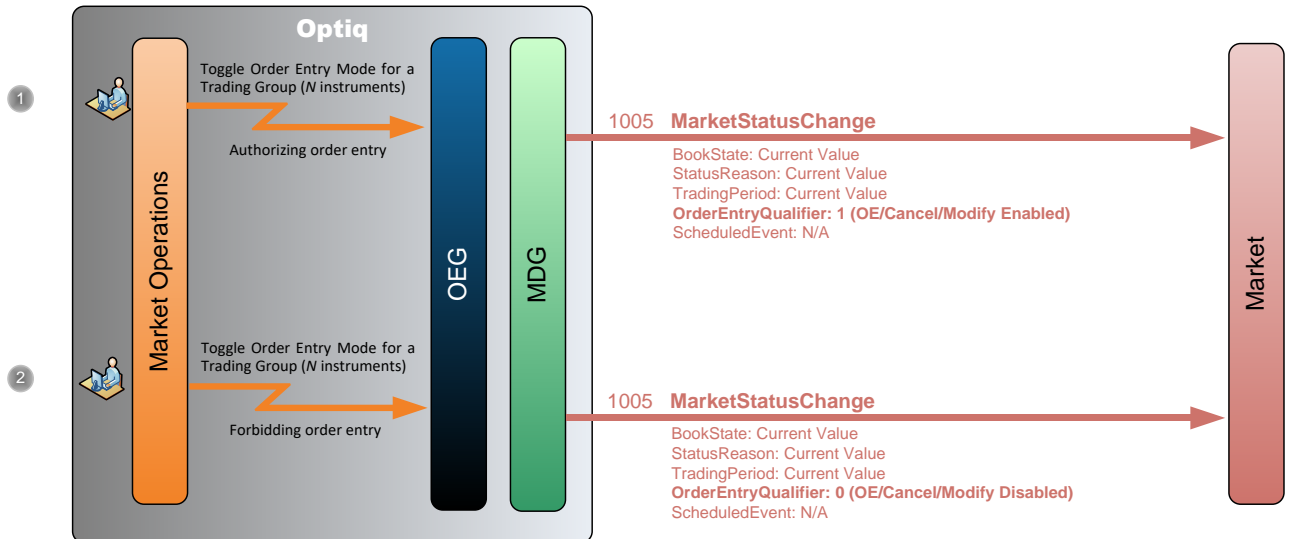 Optiq
1
Market Operations
Toggle Order Entry Mode for a
Trading Group (N instruments)
Authorizing order entry
OEG
MDG
1005 MarketStatusChange
BookState: Current Value
StatusReason: Current Value
TradingPeriod: Current Value
OrderEntryQualifier: 1 (OE/Cancel/Modify Enabled)
ScheduledEvent: N/A
Market
2
Toggle Order Entry Mode for a
Trading Group (N instruments)
Forbidding order entry
1005 MarketStatusChange
BookState: Current Value
StatusReason: Current Value
TradingPeriod: Current Value
OrderEntryQualifier: 0 (OE/Cancel/Modify Disabled)
ScheduledEvent: N/A